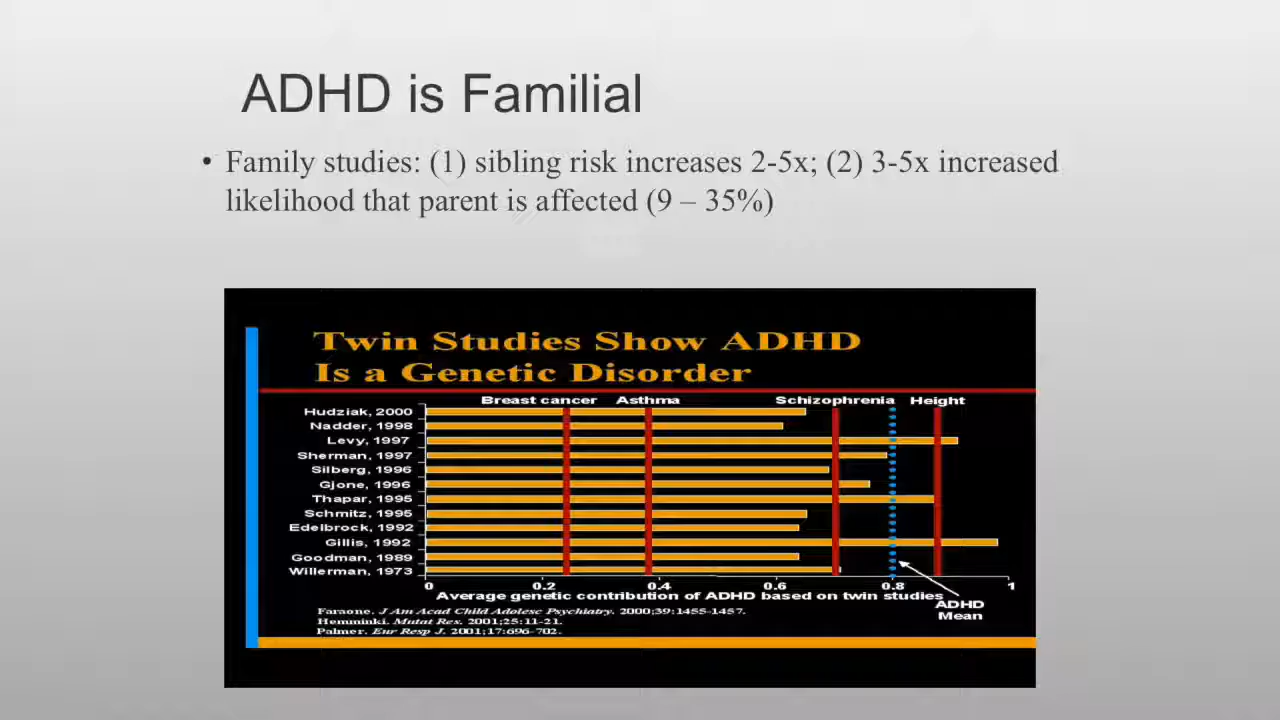 ADHD is Familial
• Family studies: (1) sibling risk increases 2-5x; (2) 3-5x increased
likelihood that parent is affected (9 – 35%)
Twin Studies Show ADHD
Is a Genetic Disorder
Breast cancer Asthma Schizophrenia Height
Hudziak, 2000
Nadder, 1998
Levy, 1997
Sherman, 1997
Silberg, 1996
Gjone, 1996
Thapar, 1995
Schmitz, 1995
Edelbrock, 1992
Gillis, 1992
Goodman, 1989
Willerman, 1973
0 0.2 0.4 0.6 0.8 1
Average genetic contribution of ADHD based on twin studies
ADHD
Mean
Faraone. J Am Acad Child Adolesc Psychiatry. 2000;39:1455-1457.
Hemminki. Mutat Res. 2001;25:11-21.
Palmer. Eur Resp J. 2001;17:696-702.